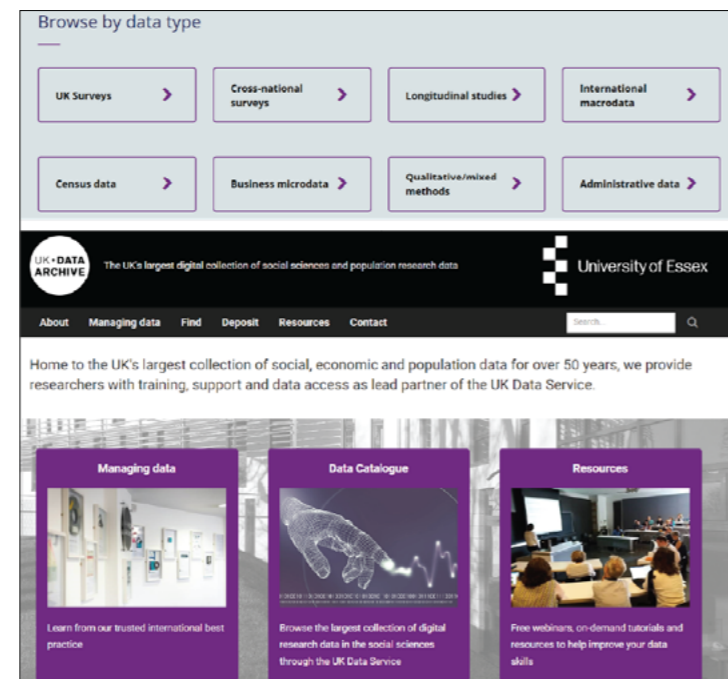 Browse by data type
UK Surveys
Cross-national
surveys
Longitudinal studies
International
macrodata
Census data
Business microdata
Qualitative/mixed
methods
Administrative data
UK•DATA
ARCHIVE
The UK's largest digital collection of social sciences and population research data
University of Essex
About Managing data Find Deposit Resources Contact
Search...
Home to the UK's largest collection of social, economic and population data for over 50 years, we provide
researchers with training, support and data access as lead partner of the UK Data Service.
Managing data
Learn from our trusted international best
practice
Data Catalogue
Browse the largest collection of digital
research data in the social sciences
through the UK Data Service
Resources
Free webinars, on-demand tutorials and
resources to help improve your data
skills